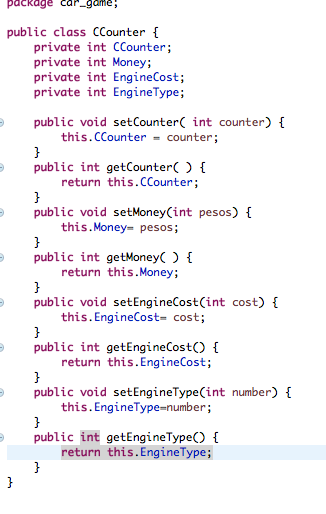 package car_game;
public class CCounter {
private int CCounter;
private int Money;
private int EngineCost;
private int EngineType;
public void setCounter( int counter) {
this.CCounter = counter;
}
public int getCounter( ) {
return this.CCounter;
}
public void setMoney(int pesos) {
this.Money= pesos;
}
public int getMoney( ) {
return this.Money;
}
public void setEngineCost(int cost) {
this.EngineCost= cost;
}
public int getEngineCost() {
return this.EngineCost;
}
public void setEngineType(int number) {
this.EngineType=number;
}
public int getEngineType() {
return this.EngineType;
}
}